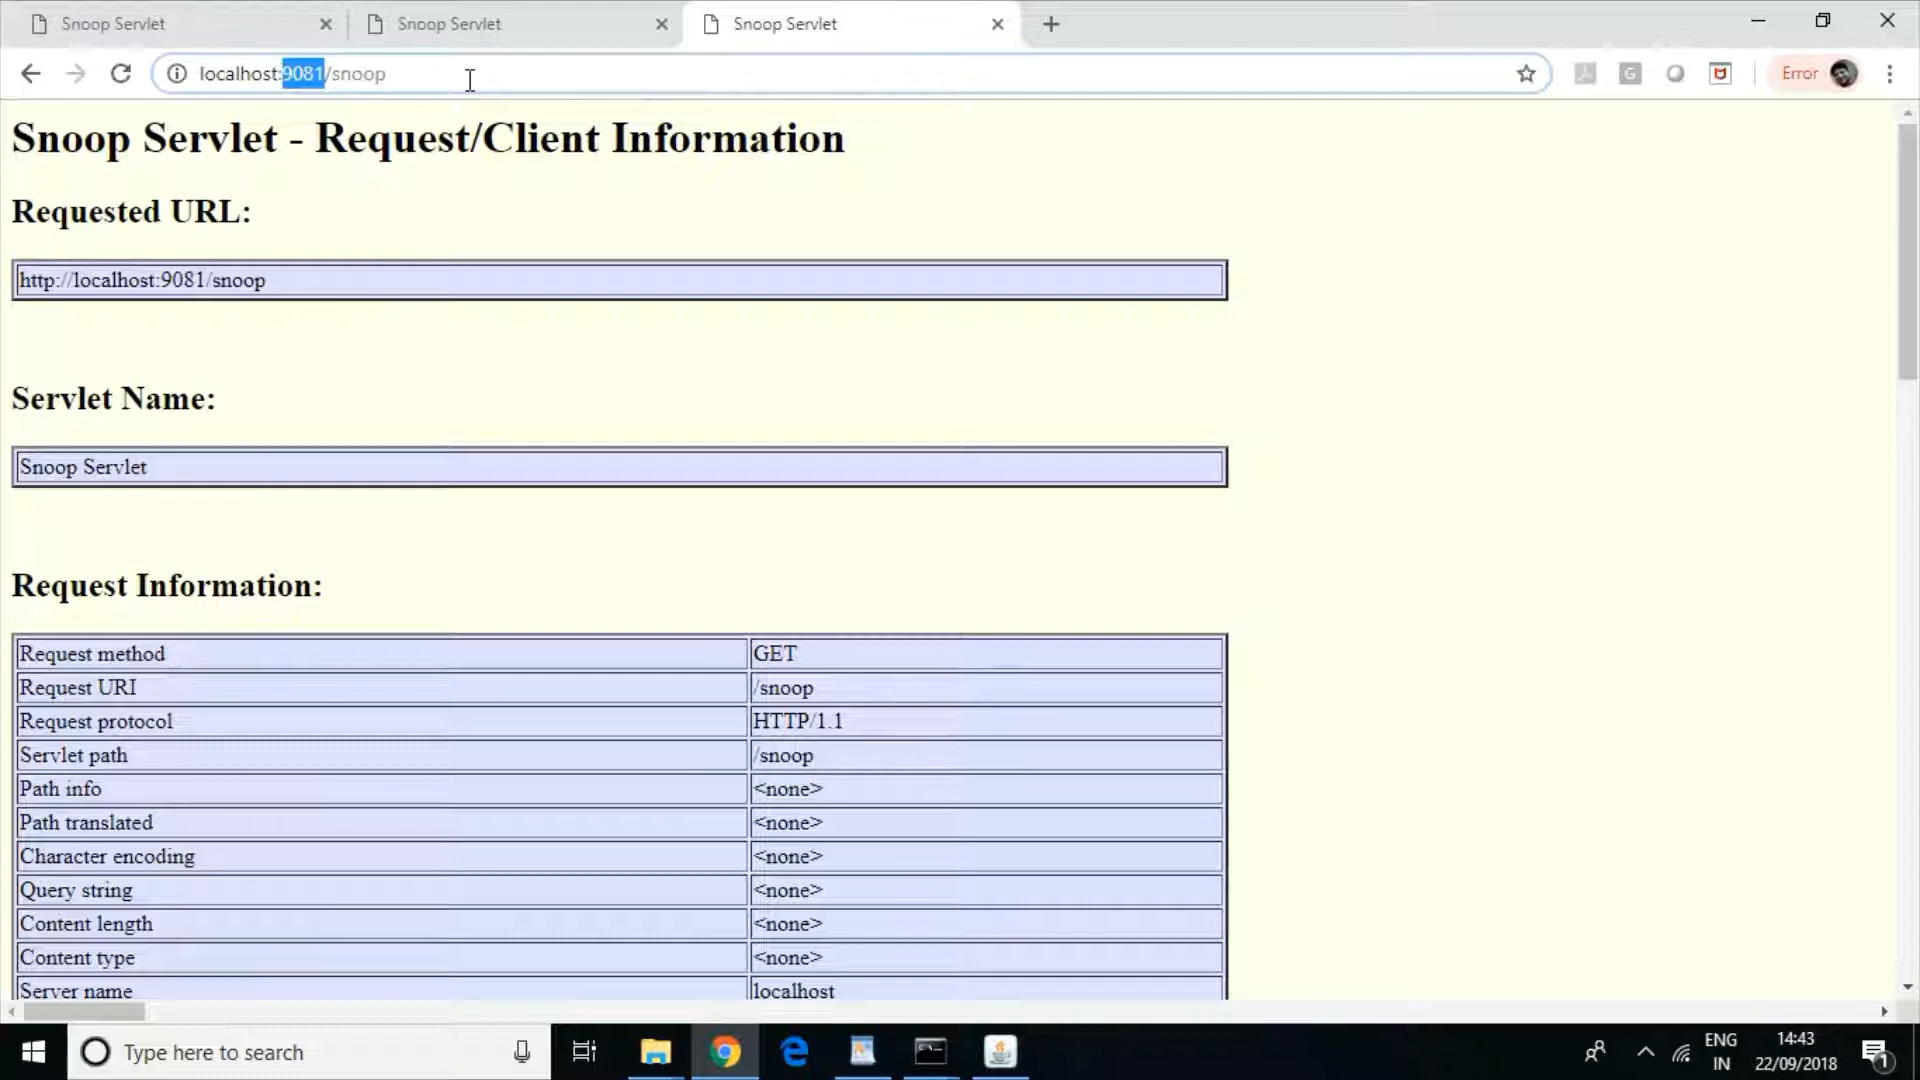 Snoop Servlet
Snoop Servlet
Snoop Servlet
localhost:9081/snoop
Error
Snoop Servlet - Request/Client Information
Requested URL:
http://localhost:9081/snoop
Servlet Name:
Snoop Servlet
Request Information:
Request method GET
Request URI /snoop
Request protocol HTTP/1.1
Servlet path /snoop
Path info <none>
Path translated <none>
Character encoding <none>
Query string <none>
Content length <none>
Content type <none>
Server name localhost
Type here to search
ENG
IN
14:43
22/09/2018
1